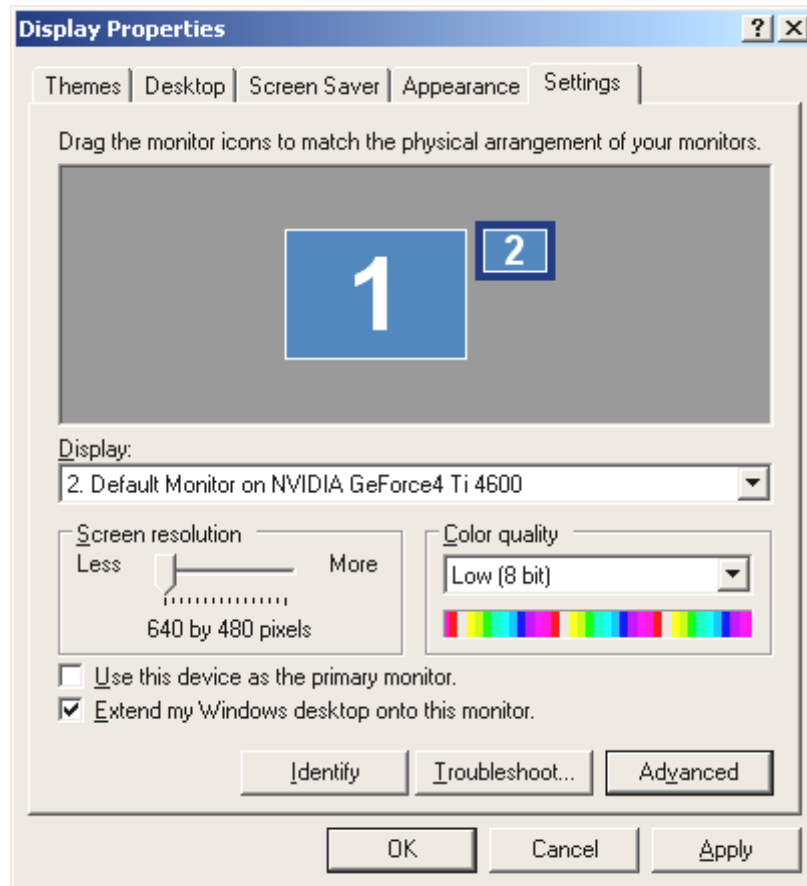 Display Properties
Themes Desktop Screen Saver Appearance Settings
Drag the monitor icons to match the physical arrangement of your monitors.
1 2
Display:
2. Default Monitor on NVIDIA GeForce4 Ti 4600
Screen resolution
Less More
640 by 480 pixels
Color quality
Low (8 bit)
Use this device as the primary monitor.
Extend my Windows desktop onto this monitor.
Identify Troubleshoot... Advanced
OK Cancel Apply